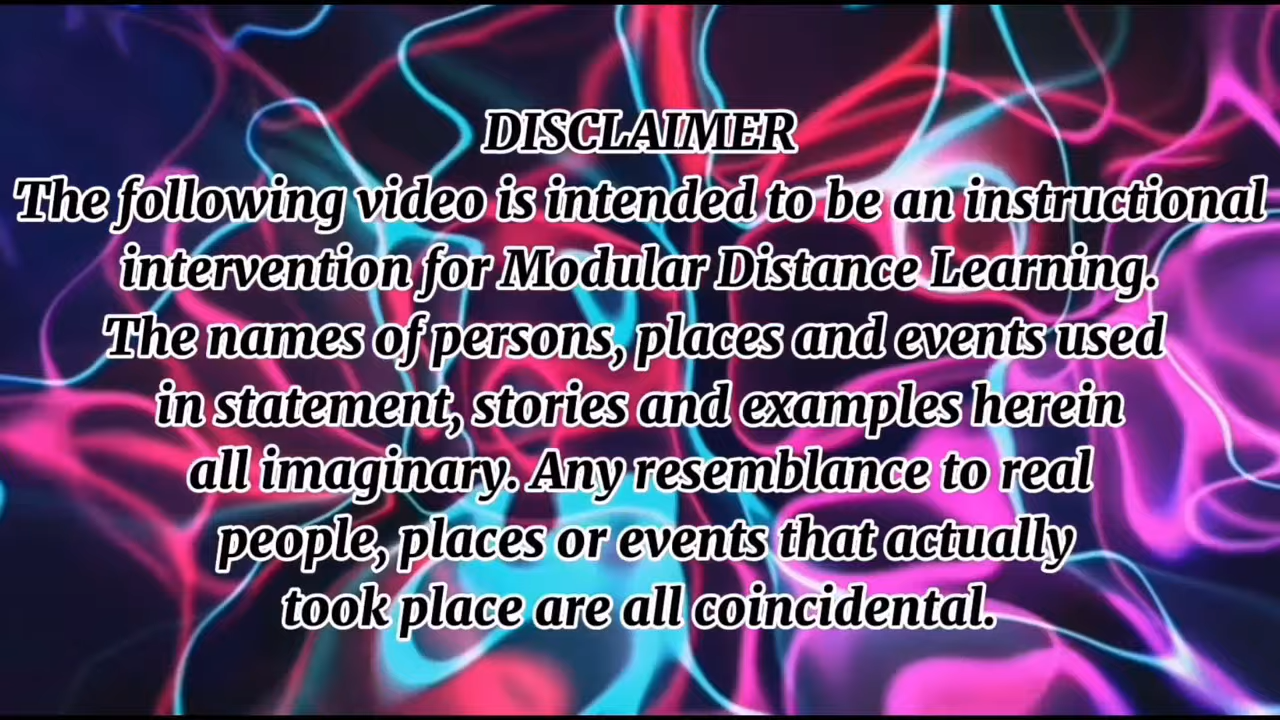 DISCLAIMER
The following video is intended to be an instructional
intervention for Modular Distance Learning.
The names of persons, places and events used
in statement, stories and examples herein
all imaginary. Any resemblance to real
people, places or events that actually
took place are all coincidental.